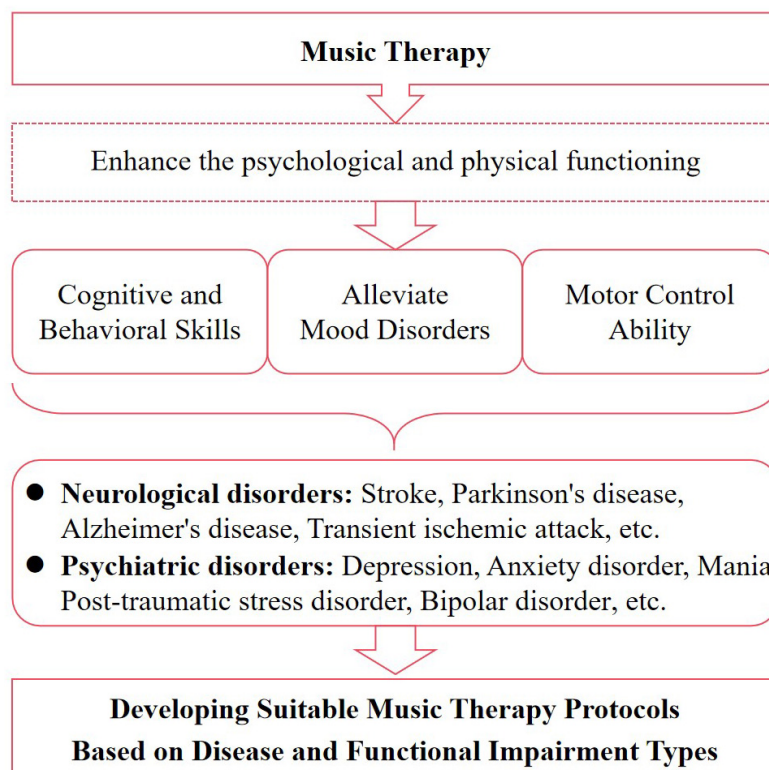 Music Therapy
Enhance the psychological and physical functioning
Cognitive and
Behavioral Skills
Alleviate
Mood Disorders
Motor Control
Ability
● Neurological disorders: Stroke, Parkinson's disease,
Alzheimer's disease, Transient ischemic attack, etc.
● Psychiatric disorders: Depression, Anxiety disorder, Mania
Post-traumatic stress disorder, Bipolar disorder, etc.
Developing Suitable Music Therapy Protocols
Based on Disease and Functional Impairment Types